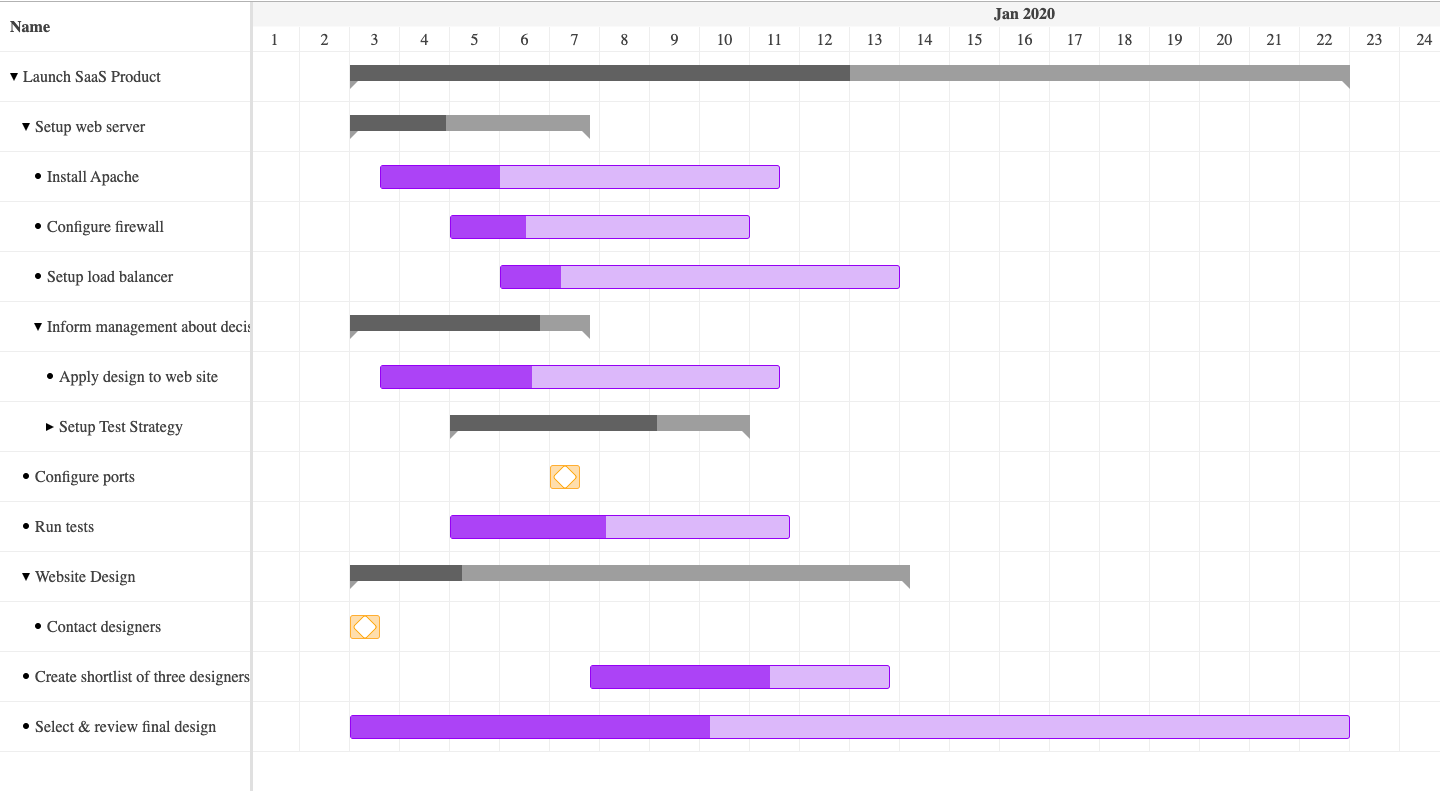 Name
Jan 2020
1 2 3 4 5 6 7 8 9 10 11 12 13 14 15 16 17 18 19 20 21 22 23 24
Launch SaaS Product
Setup web server
Install Apache
Configure firewall
Setup load balancer
Inform management about decis
Apply design to web site
Setup Test Strategy
Configure ports
Run tests
Website Design
Contact designers
Create shortlist of three designers
Select & review final design